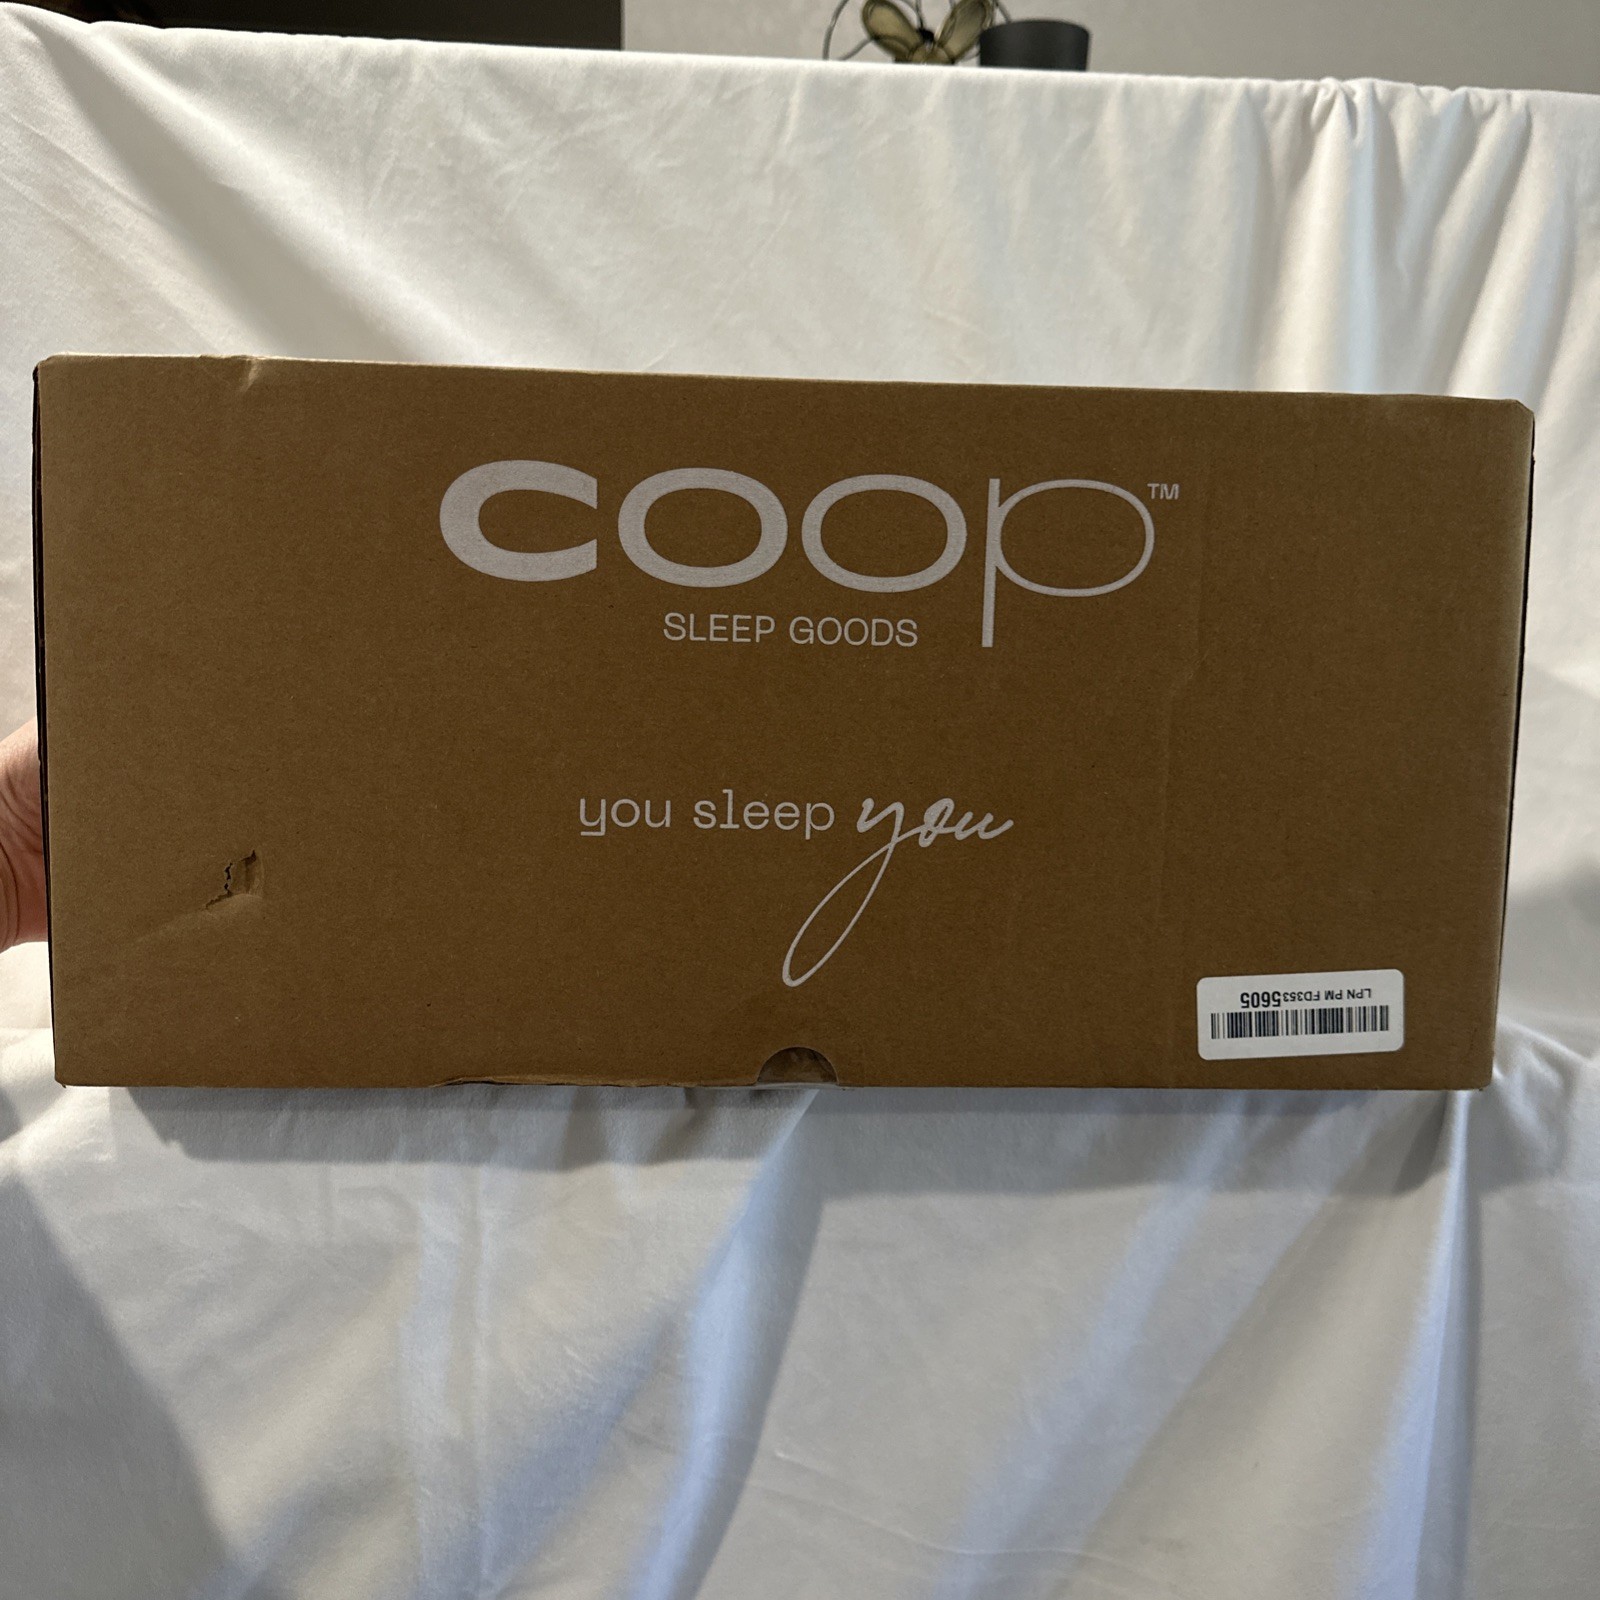 coop™
SLEEP GOODS
you sleep you
LPN PM FD3535605